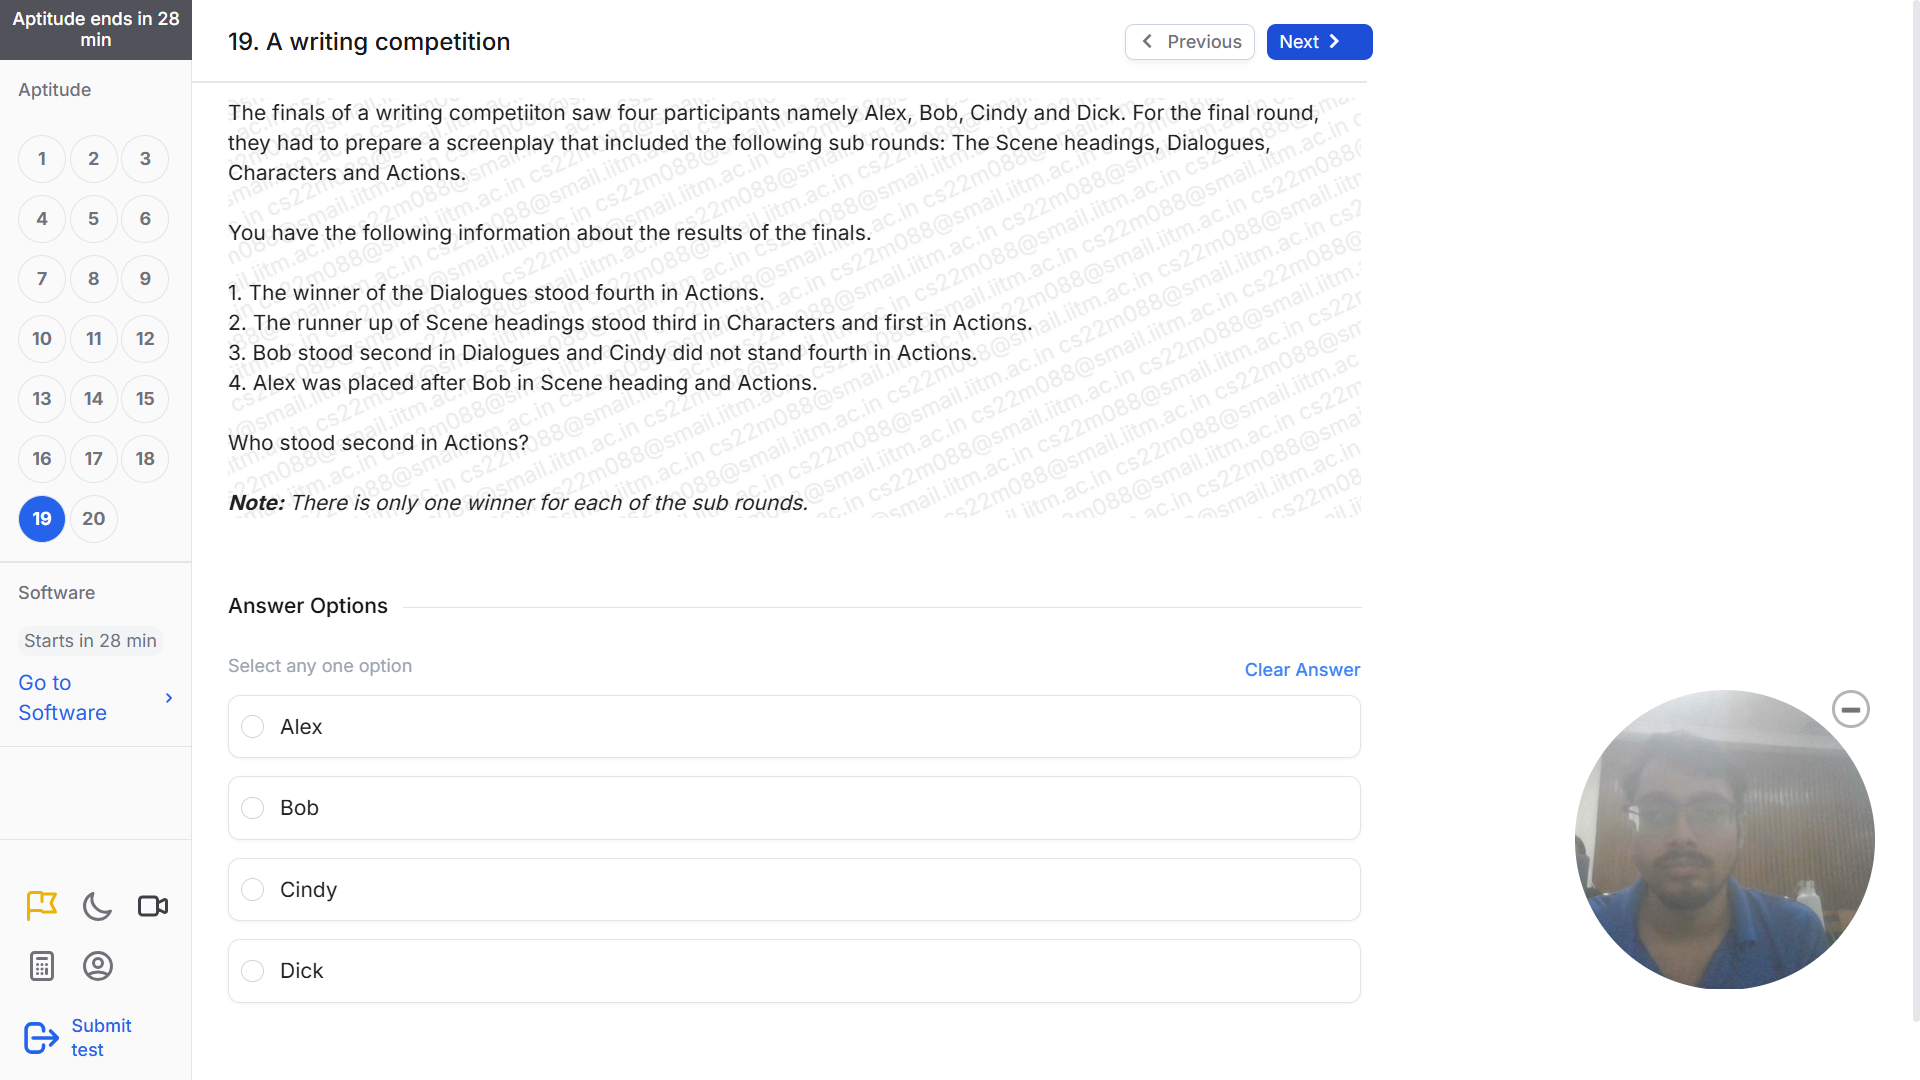 Aptitude ends in 28
min
Aptitude
1 2 3
4 5 6
7 8 9
10 11 12
13 14 15
16 17 18
19 20
Software
Starts in 28 min
Go to
Software
Submit
test
19. A writing competition
Previous
Next
The finals of a writing competiiton saw four participants namely Alex, Bob, Cindy and Dick. For the final round,
they had to prepare a screenplay that included the following sub rounds: The Scene headings, Dialogues,
Characters and Actions.
You have the following information about the results of the finals.
1. The winner of the Dialogues stood fourth in Actions.
2. The runner up of Scene headings stood third in Characters and first in Actions.
3. Bob stood second in Dialogues and Cindy did not stand fourth in Actions.
4. Alex was placed after Bob in Scene heading and Actions.
Who stood second in Actions?
Note: There is only one winner for each of the sub rounds.
cs22m088@smail.iitm.ac.in
Answer Options
Select any one option
Clear Answer
Alex
Bob
Cindy
Dick